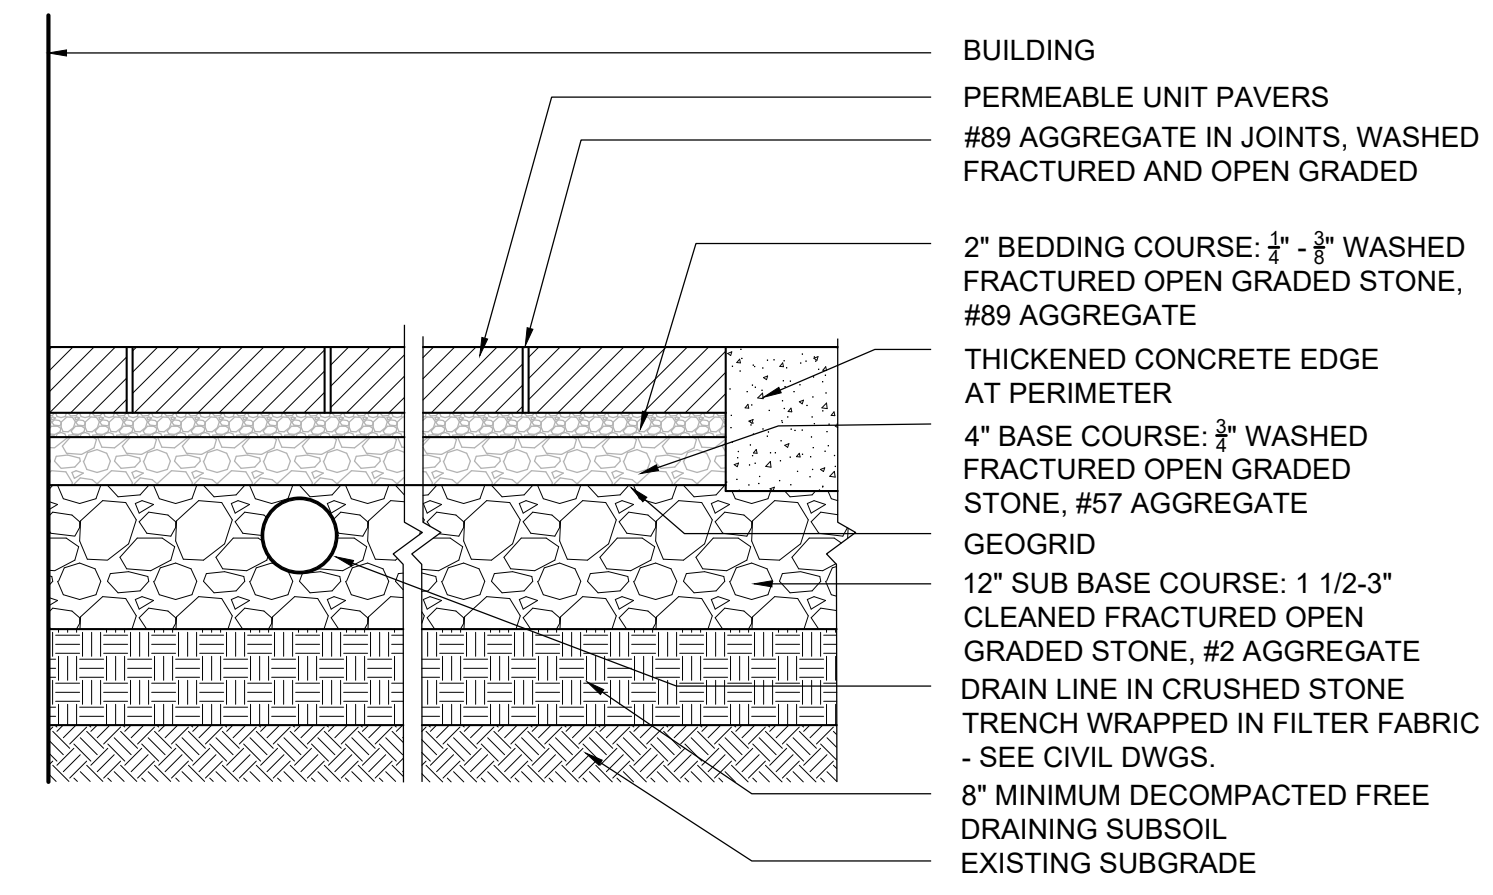 BUILDING
PERMEABLE UNIT PAVERS
#89 AGGREGATE IN JOINTS, WASHED
FRACTURED AND OPEN GRADED
2" BEDDING COURSE: 1/4" - 3/8" WASHED
FRACTURED OPEN GRADED STONE,
#89 AGGREGATE
THICKENED CONCRETE EDGE
AT PERIMETER
4" BASE COURSE: 3/4" WASHED
FRACTURED OPEN GRADED
STONE, #57 AGGREGATE
GEOGRID
12" SUB BASE COURSE: 1 1/2-3"
CLEANED FRACTURED OPEN
GRADED STONE, #2 AGGREGATE
DRAIN LINE IN CRUSHED STONE
TRENCH WRAPPED IN FILTER FABRIC
- SEE CIVIL DWGS.
8" MINIMUM DECOMPACTED FREE
DRAINING SUBSOIL
EXISTING SUBGRADE